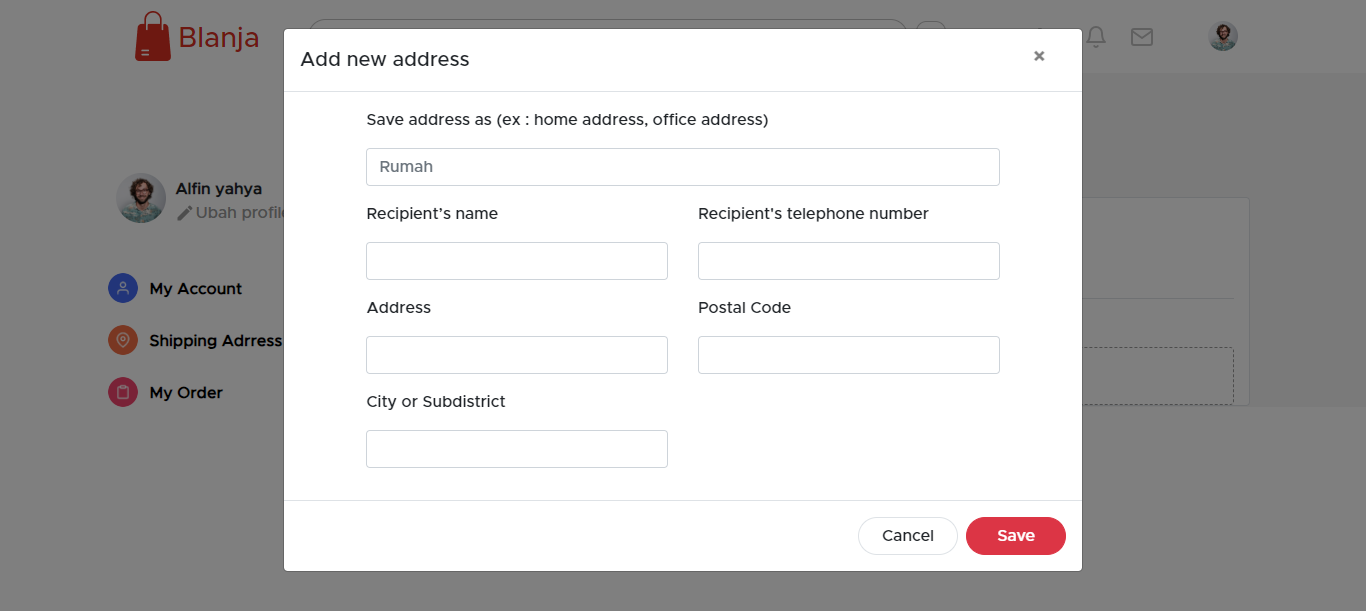 Blanja
Add new address
×
Save address as (ex : home address, office address)
Rumah
Alfin yahya
Ubah profile
Recipient’s name
Recipient's telephone number
My Account
Address
Postal Code
Shipping Adrress
My Order
City or Subdistrict
Cancel
Save